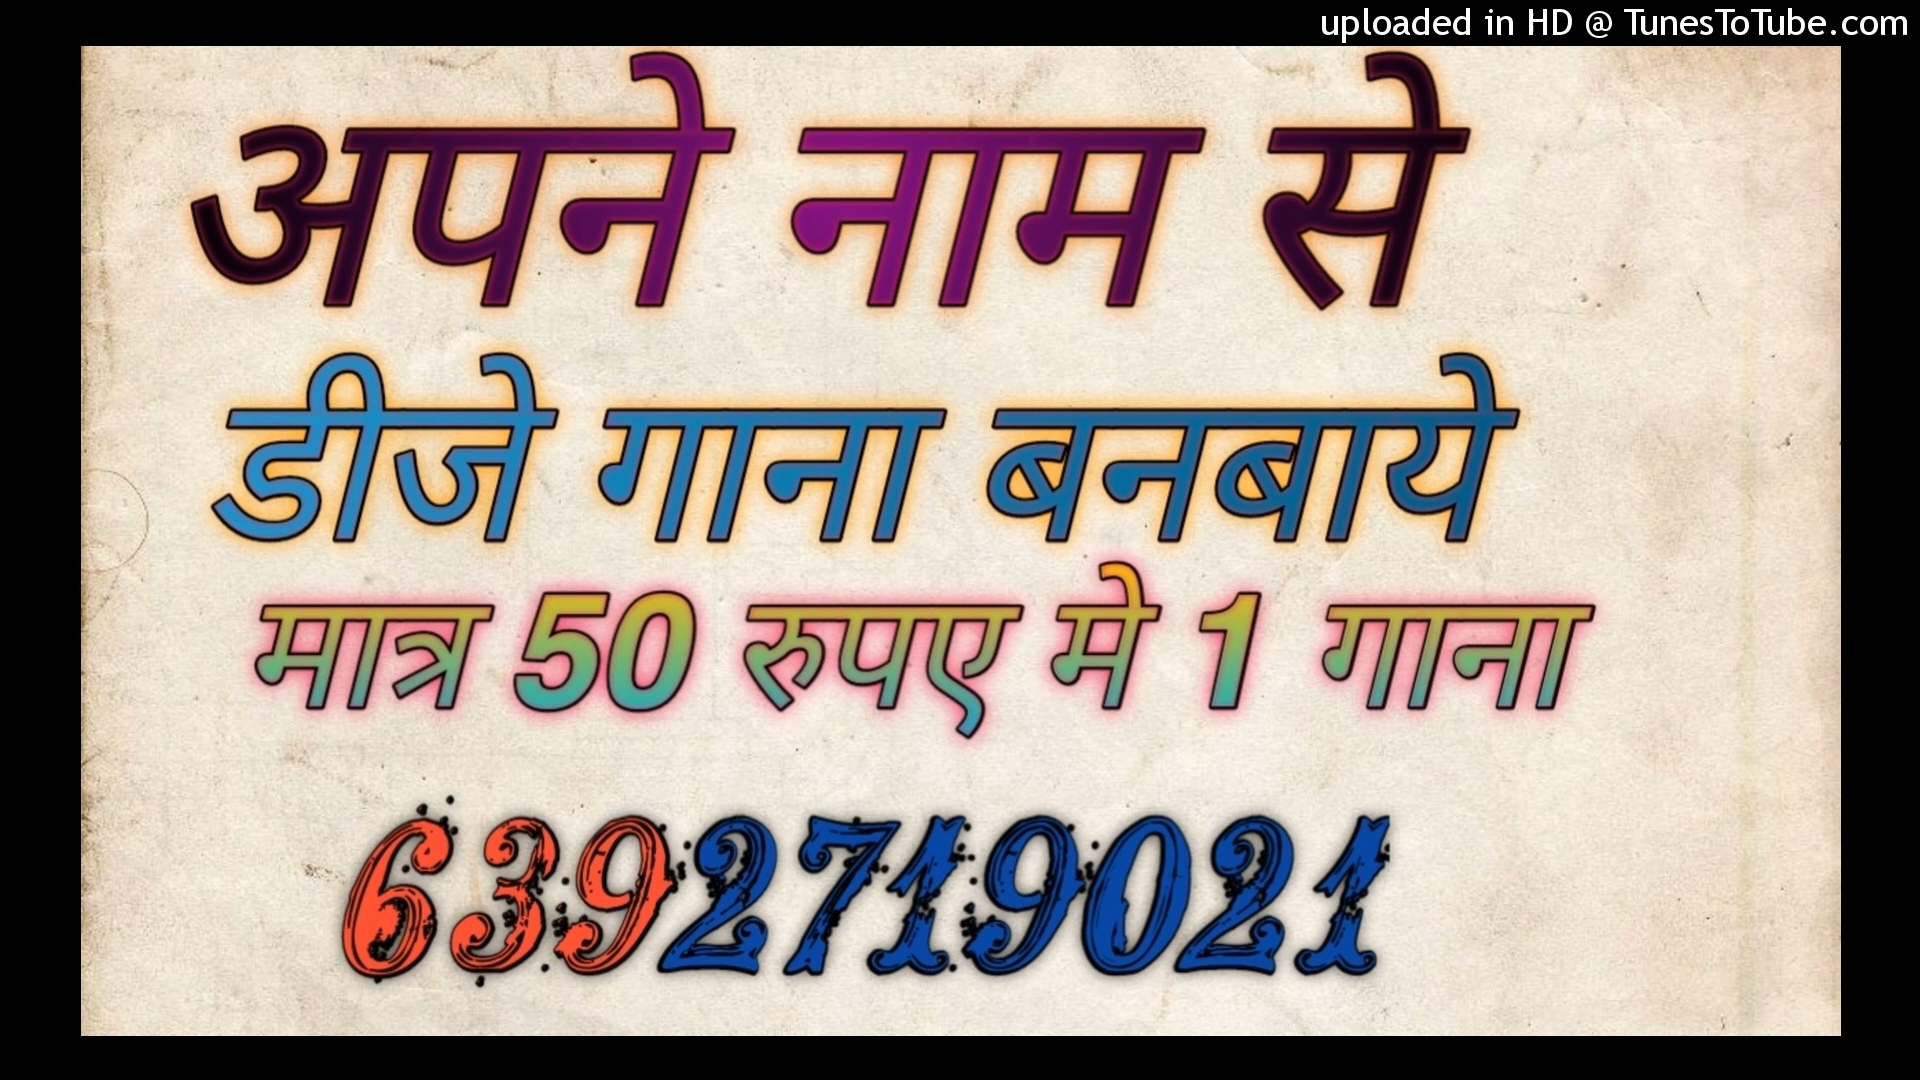 uploaded in HD @ TunesToTube.com
अपने नाम से
डीजे गाना बनबाये
मात्र 50 रुपए मे 1 गाना
6392719021